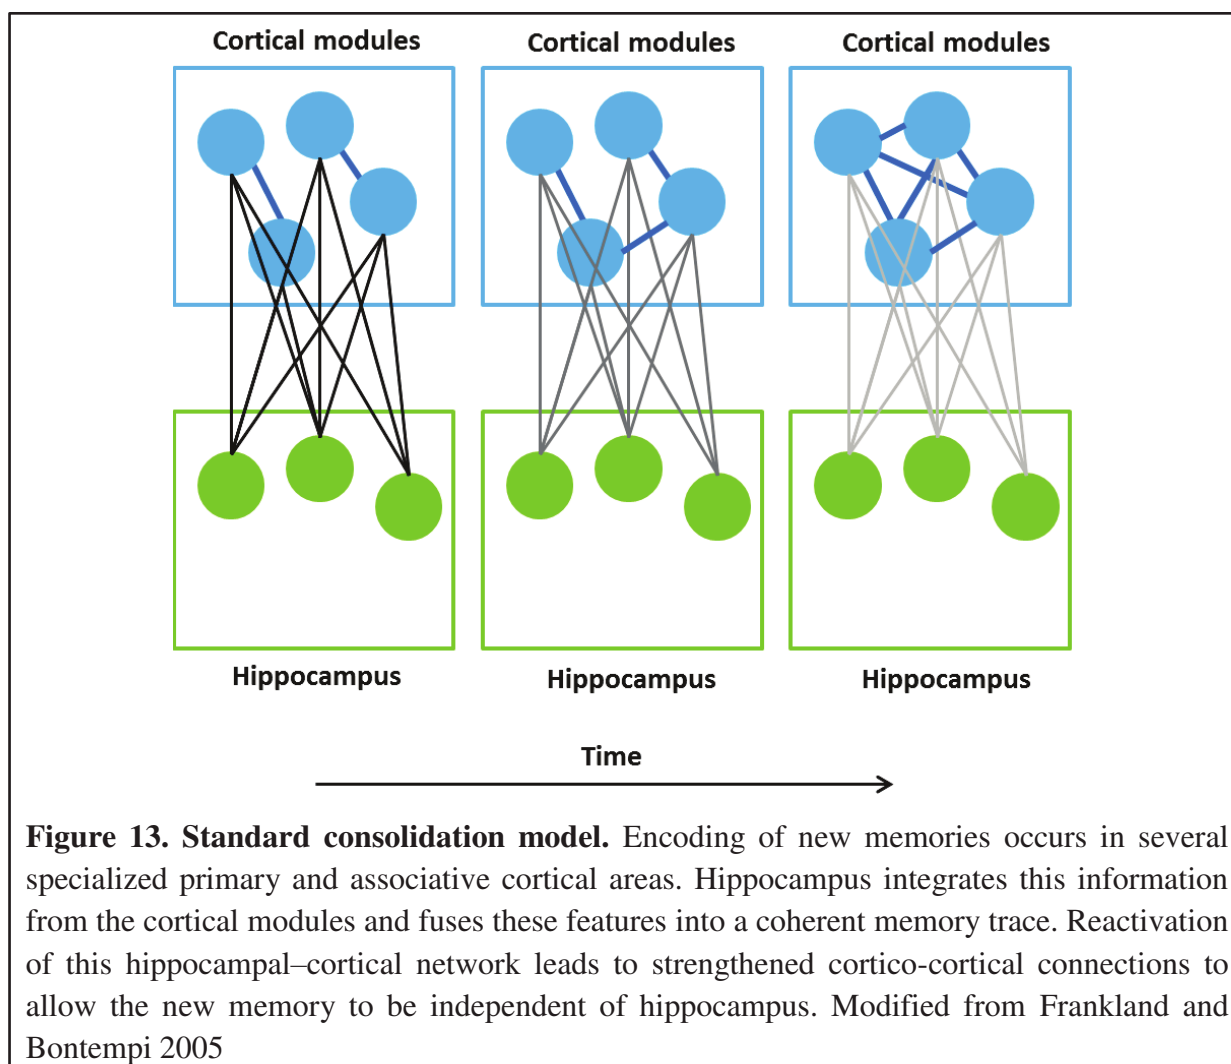 Cortical modules Cortical modules Cortical modules
Hippocampus Hippocampus Hippocampus
Time
Figure 13. Standard consolidation model. Encoding of new memories occurs in several
specialized primary and associative cortical areas. Hippocampus integrates this information
from the cortical modules and fuses these features into a coherent memory trace. Reactivation
of this hippocampal–cortical network leads to strengthened cortico-cortical connections to
allow the new memory to be independent of hippocampus. Modified from Frankland and
Bontempi 2005